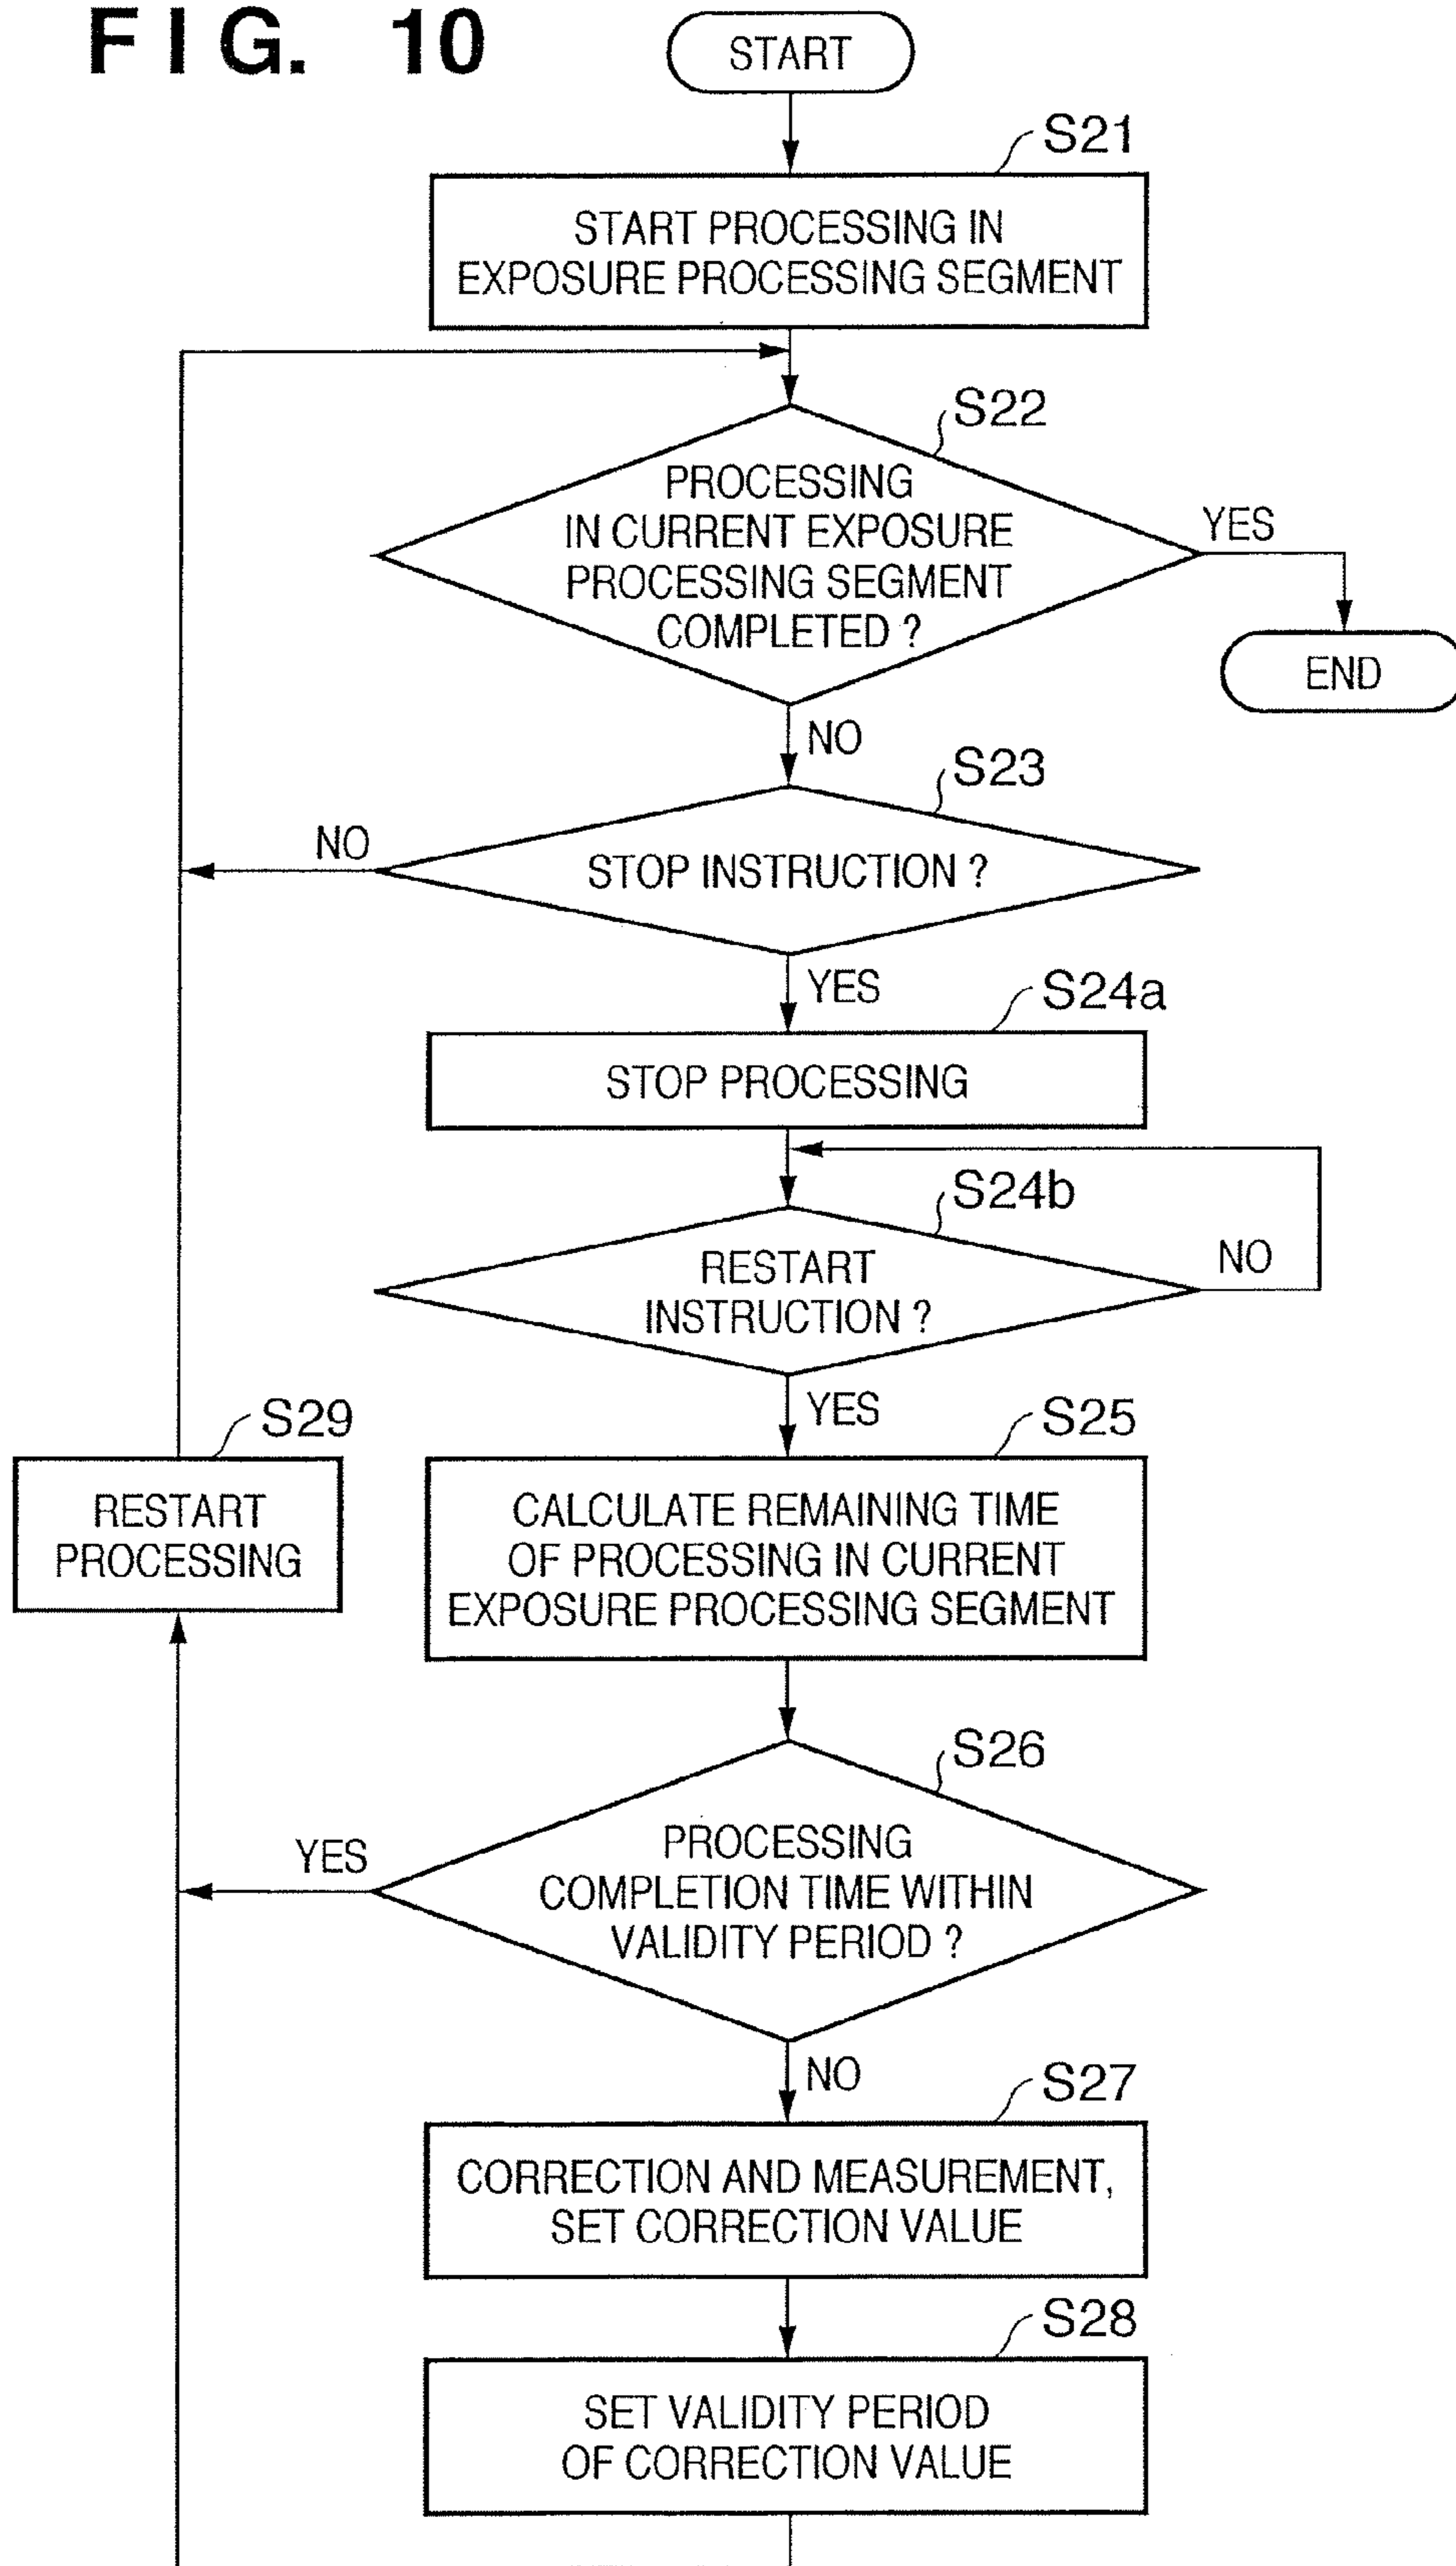 FIG. 10
START
S21
START PROCESSING IN
EXPOSURE PROCESSING SEGMENT
S22
PROCESSING
IN CURRENT EXPOSURE
PROCESSING SEGMENT
COMPLETED ?
YES
END
NO
S23
STOP INSTRUCTION ?
NO
YES
S24a
STOP PROCESSING
S24b
RESTART
INSTRUCTION ?
NO
YES
S29
RESTART
PROCESSING
S25
CALCULATE REMAINING TIME
OF PROCESSING IN CURRENT
EXPOSURE PROCESSING SEGMENT
S26
PROCESSING
COMPLETION TIME WITHIN
VALIDITY PERIOD ?
YES
NO
S27
CORRECTION AND MEASUREMENT,
SET CORRECTION VALUE
S28
SET VALIDITY PERIOD
OF CORRECTION VALUE